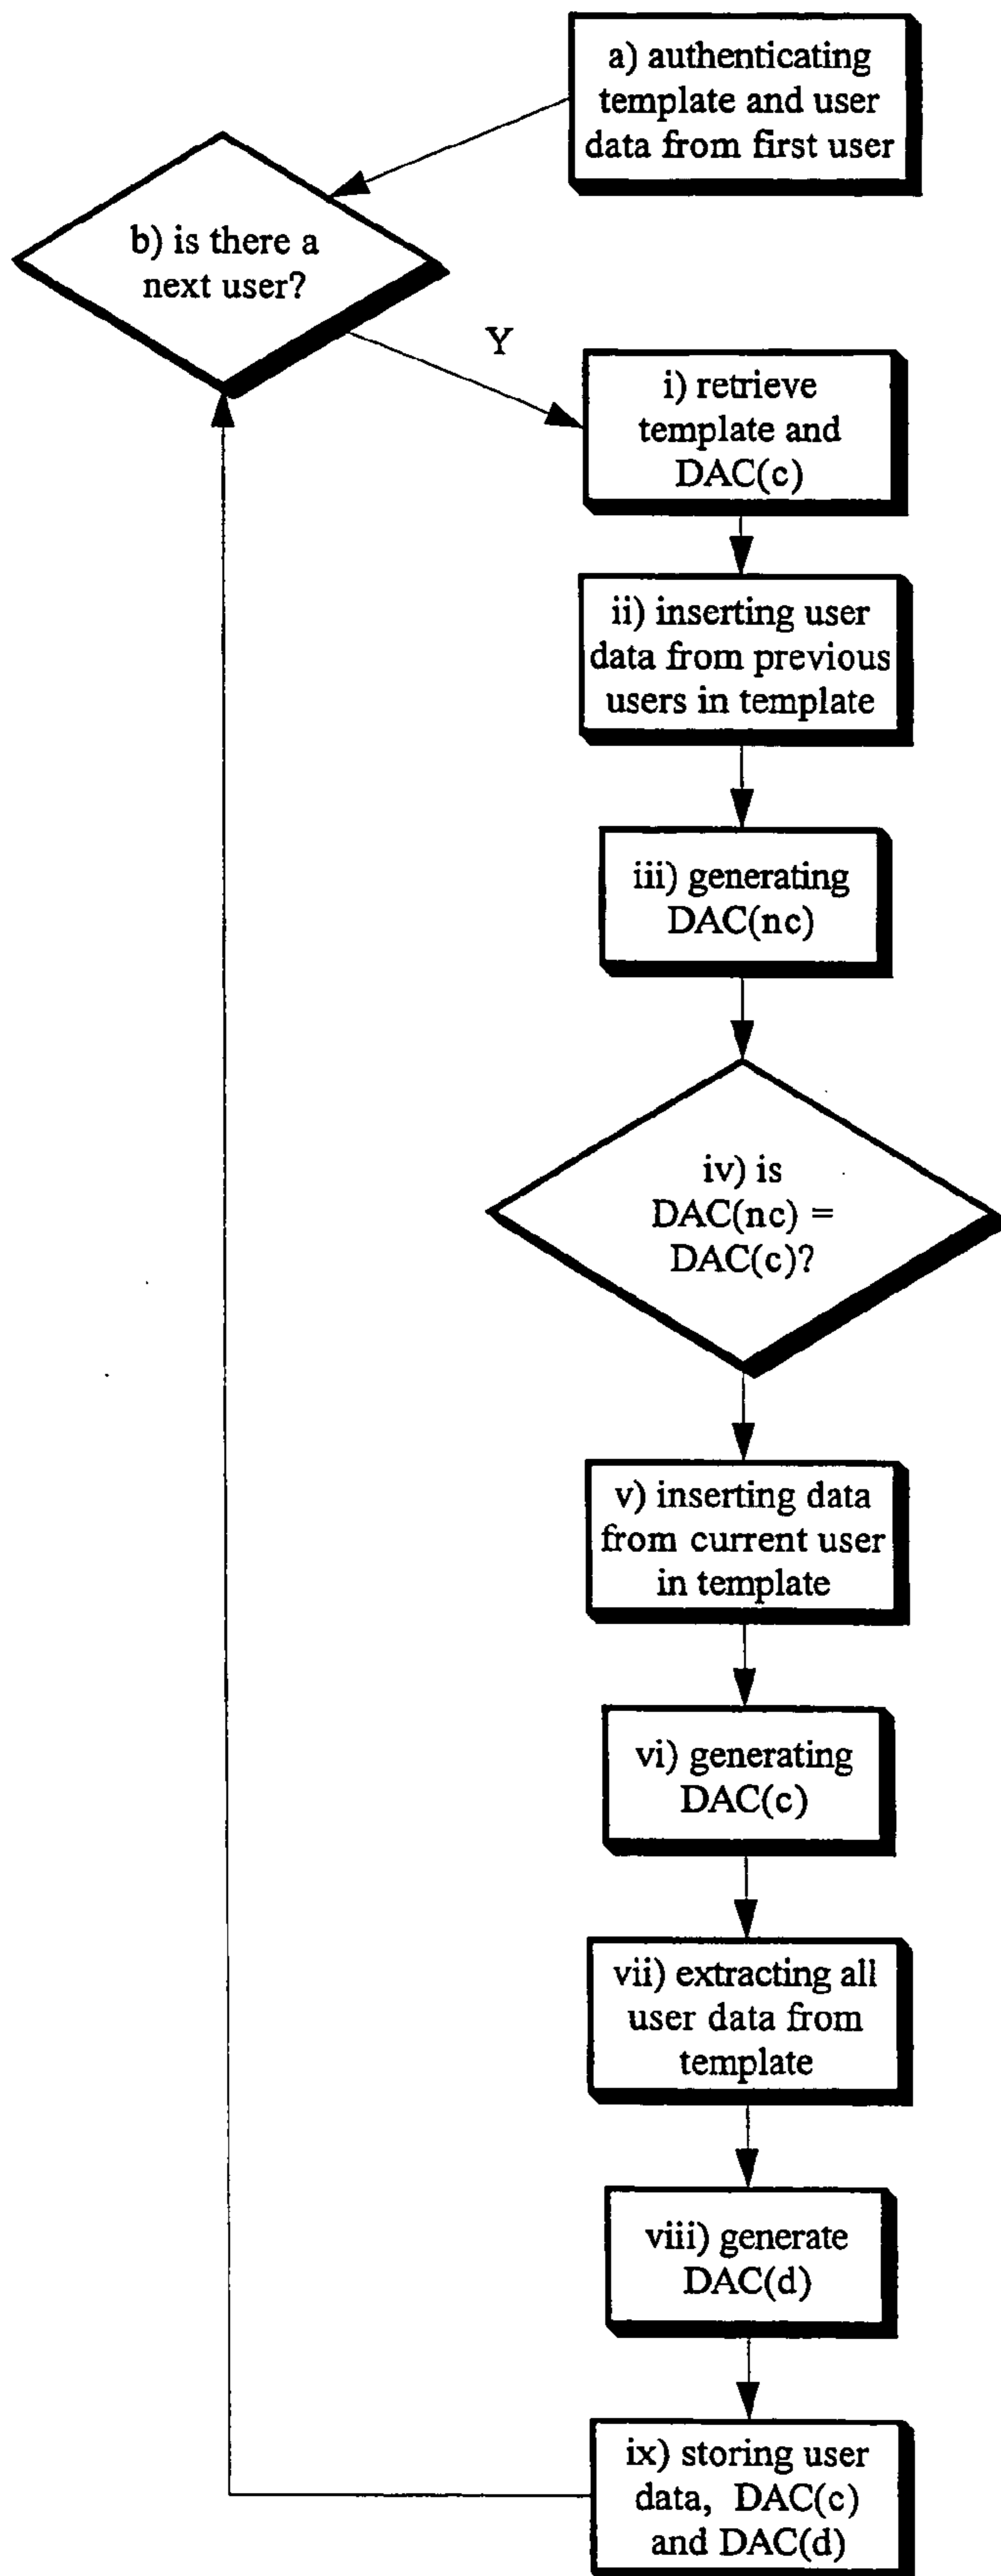 a) authenticating
template and user
data from first user
b) is there a
next user?
Y
i) retrieve
template and
DAC(c)
ii) inserting user
data from previous
users in template
iii) generating
DAC(nc)
iv) is
DAC(nc) =
DAC(c)?
v) inserting data
from current user
in template
vi) generating
DAC(c)
vii) extracting all
user data from
template
viii) generate
DAC(d)
ix) storing user
data, DAC(c)
and DAC(d)